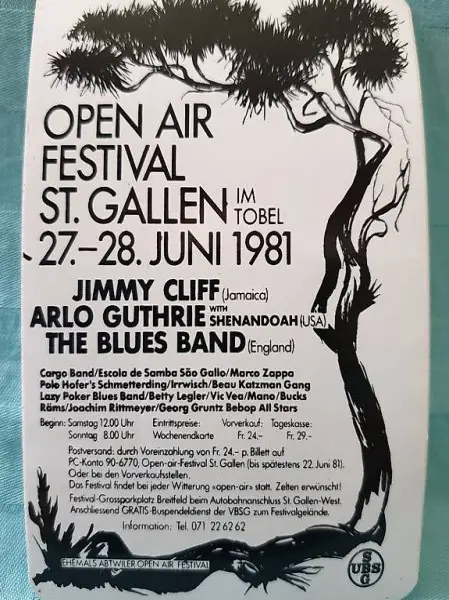 OPEN AIR
FESTIVAL
ST. GALLEN IM TOBEL
27.–28. JUNI 1981
JIMMY CLIFF (Jamaica)
ARLO GUTHRIE WITH SHENANDOAH (USA)
THE BLUES BAND (England)
Cargo Band/Escola de Samba São Gallo/Marco Zappa
Polo Hofer's Schmetterding/Irrwisch/Beau Katzman Gang
Lazy Poker Blues Band/Betty Legler/Vic Vea/Mano/Bucks
Räms/Joachim Rittmeyer/Georg Gruntz Bebop All Stars
Beginn: Samstag 12.00 Uhr Eintrittspreise: Vorverkauf: Tageskasse:
Sonntag 8.00 Uhr Wochenendkarte Fr. 24.– Fr. 29.–
Postversand: durch Voreinzahlung von Fr. 24.– p. Billett auf
PC-Konto 90-6770, Open-air-Festival St. Gallen (bis spätestens 22. Juni 81).
Oder bei den Vorverkaufsstellen.
Das Festival findet bei jeder Witterung «open-air» statt. Zelten erwünscht!
Festival-Grossparkplatz Breitfeld beim Autobahnanschluss St. Gallen-West.
Anschliessend GRATIS-Buspendeldienst der VBSG zum Festivalgelände.
Information: Tel. 071 22 62 62
EHEMALS ABTWILER OPEN AIR FESTIVAL
S
UBS
G